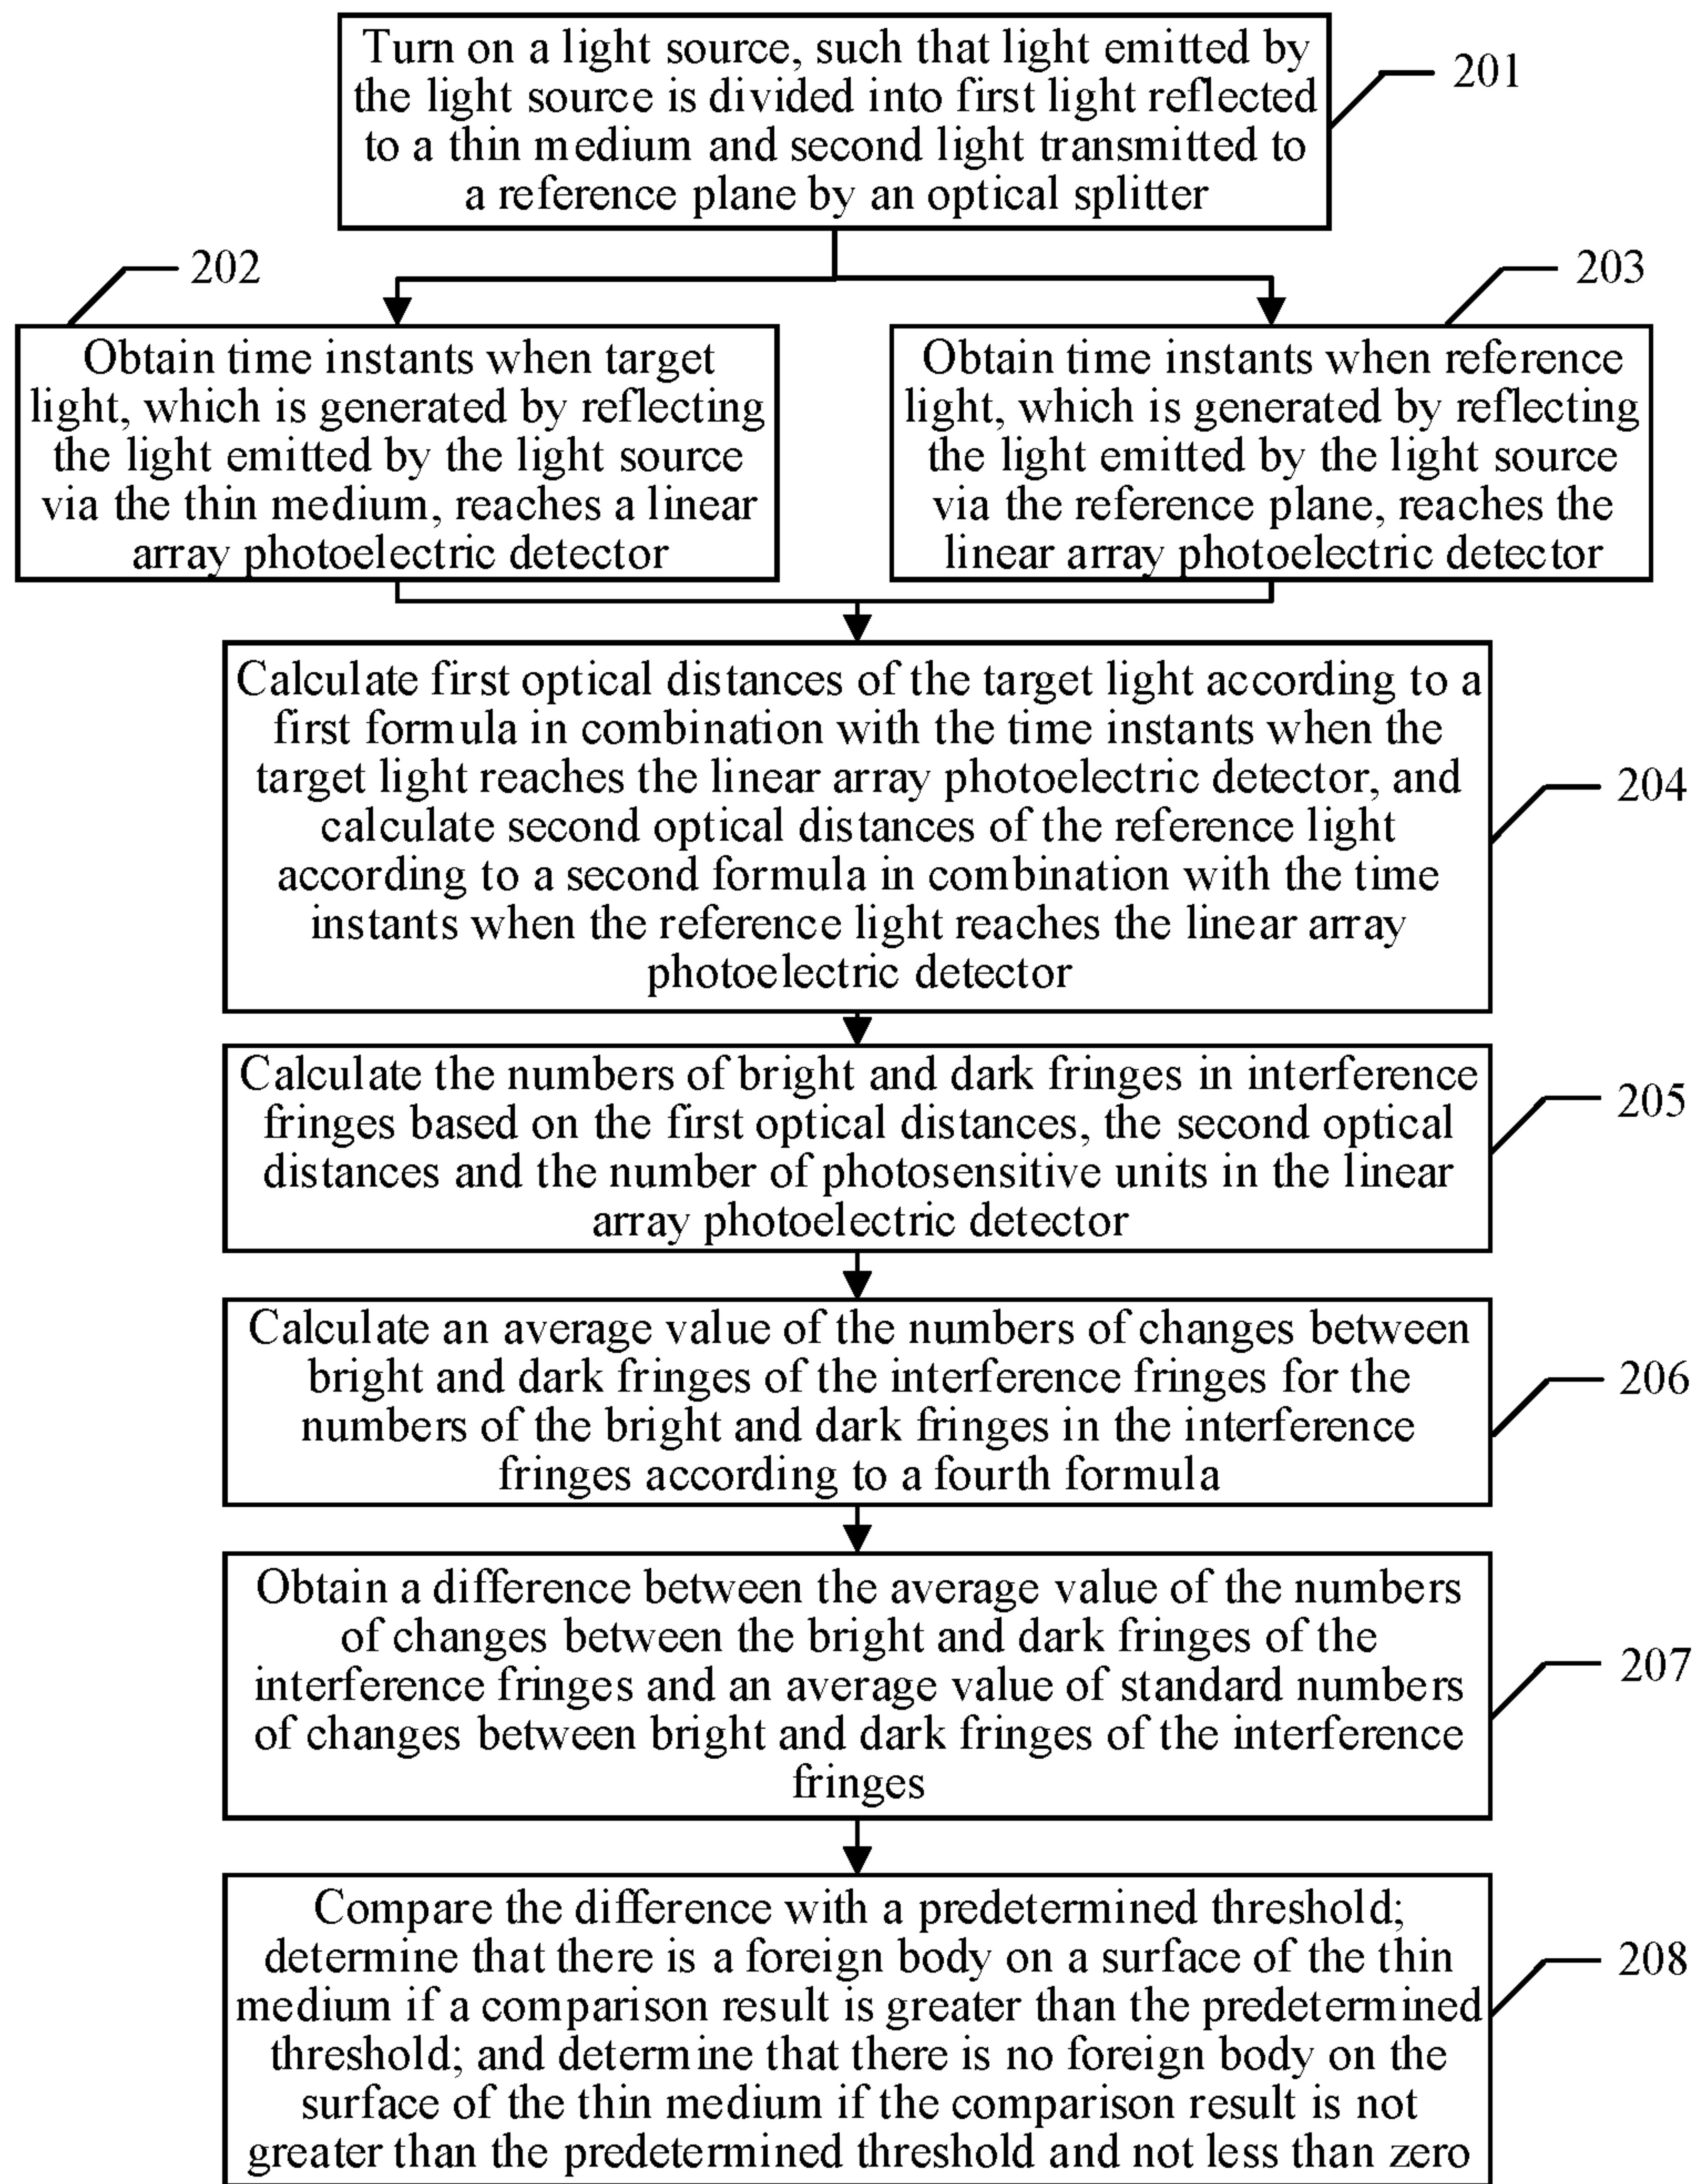 Turn on a light source, such that light emitted by
the light source is divided into first light reflected
to a thin medium and second light transmitted to
a reference plane by an optical splitter
201
202
203
Obtain time instants when target
light, which is generated by reflecting
the light emitted by the light source
via the thin medium, reaches a linear
array photoelectric detector
Obtain time instants when reference
light, which is generated by reflecting
the light emitted by the light source
via the reference plane, reaches the
linear array photoelectric detector
Calculate first optical distances of the target light according to a
first formula in combination with the time instants when the
target light reaches the linear array photoelectric detector, and
calculate second optical distances of the reference light
according to a second formula in combination with the time
instants when the reference light reaches the linear array
photoelectric detector
204
Calculate the numbers of bright and dark fringes in interference
fringes based on the first optical distances, the second optical
distances and the number of photosensitive units in the linear
array photoelectric detector
205
Calculate an average value of the numbers of changes between
bright and dark fringes of the interference fringes for the
numbers of the bright and dark fringes in the interference
fringes according to a fourth formula
206
Obtain a difference between the average value of the numbers
of changes between the bright and dark fringes of the
interference fringes and an average value of standard numbers
of changes between bright and dark fringes of the interference
fringes
207
Compare the difference with a predetermined threshold;
determine that there is a foreign body on a surface of the thin
medium if a comparison result is greater than the predetermined
threshold; and determine that there is no foreign body on the
surface of the thin medium if the comparison result is not
greater than the predetermined threshold and not less than zero
208